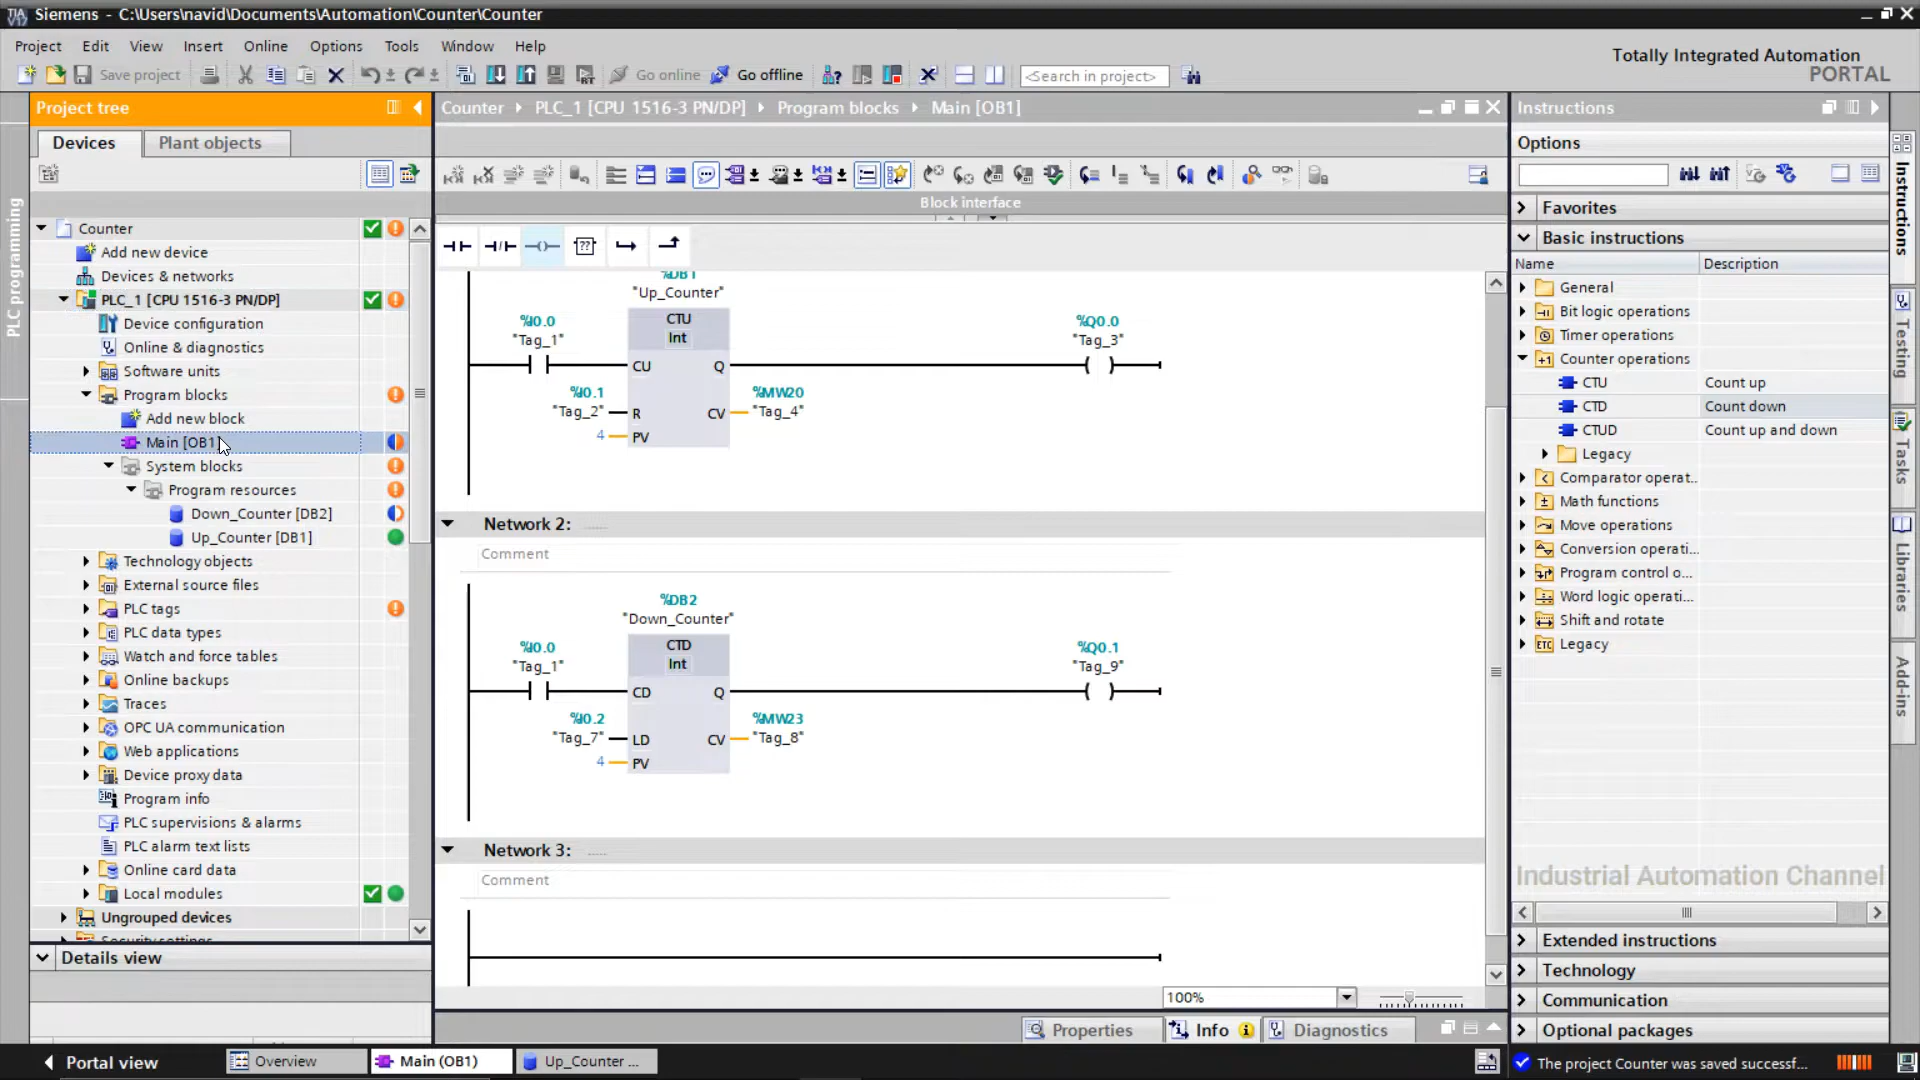 Siemens - C:\Users\navid\Documents\Automation\Counter\Counter
Project Edit View Insert Online Options Tools Window Help
Totally Integrated Automation
PORTAL
Save project
Go online
Go offline
<Search in project>
Project tree
Counter PLC_1 [CPU 1516-3 PN/DP] Program blocks Main [OB1]
Instructions
Devices
Plant objects
Options
Block interface
PLC programming
Counter
Add new device
Devices & networks
PLC_1 [CPU 1516-3 PN/DP]
Device configuration
Online & diagnostics
Software units
Program blocks
Add new block
Main [OB1]
System blocks
Program resources
Down_Counter [DB2]
Up_Counter [DB1]
Technology objects
External source files
PLC tags
PLC data types
Watch and force tables
Online backups
Traces
OPC UA communication
Web applications
Device proxy data
Program info
PLC supervisions & alarms
PLC alarm text lists
Online card data
Local modules
Ungrouped devices
Security settings
Details view
??
%DB1
"Up_Counter"
CTU
Int
%I0.0
"Tag_1"
CU
Q
%Q0.0
"Tag_3"
%I0.1
"Tag_2"
R
CV
%MW20
"Tag_4"
4
PV
Network 2: ......
Comment
%DB2
"Down_Counter"
CTD
Int
%I0.0
"Tag_1"
CD
Q
%Q0.1
"Tag_9"
%I0.2
"Tag_7"
LD
CV
%MW23
"Tag_8"
4
PV
Network 3: ......
Comment
100%
Properties
Info
Diagnostics
Favorites
Basic instructions
Name Description
General
Bit logic operations
Timer operations
Counter operations
CTU Count up
CTD Count down
CTUD Count up and down
Legacy
Comparator operat...
Math functions
Move operations
Conversion operati...
Program control o...
Word logic operati...
Shift and rotate
Legacy
Industrial Automation Channel
Extended instructions
Technology
Communication
Optional packages
Instructions
Testing
Tasks
Libraries
Add-ins
Portal view
Overview
Main (OB1)
Up_Counter ...
The project Counter was saved successf...